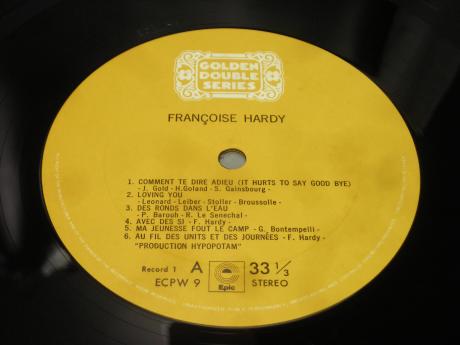 GOLDEN
DOUBLE
SERIES
FRANÇOISE HARDY
1. COMMENT TE DIRE ADIEU (IT HURTS TO SAY GOOD BYE)
- J. Gold - H.Goland - S. Gainsbourg -
2. LOVING YOU
- Leonard - Leiber - Stoller - Broussolle -
3. DES RONDS DANS L'EAU
- P. Barouh - R. Le Senechal -
4. AVEC DES SI - F. Hardy -
5. MA JEUNESSE FOUT LE CAMP - G. Bontempelli -
6. AU FIL DES UNITS ET DES JOURNÉES - F. Hardy -
"PRODUCTION HYPOPOTAM"
Record 1 A Epic 33 1/3
ECPW 9 STEREO